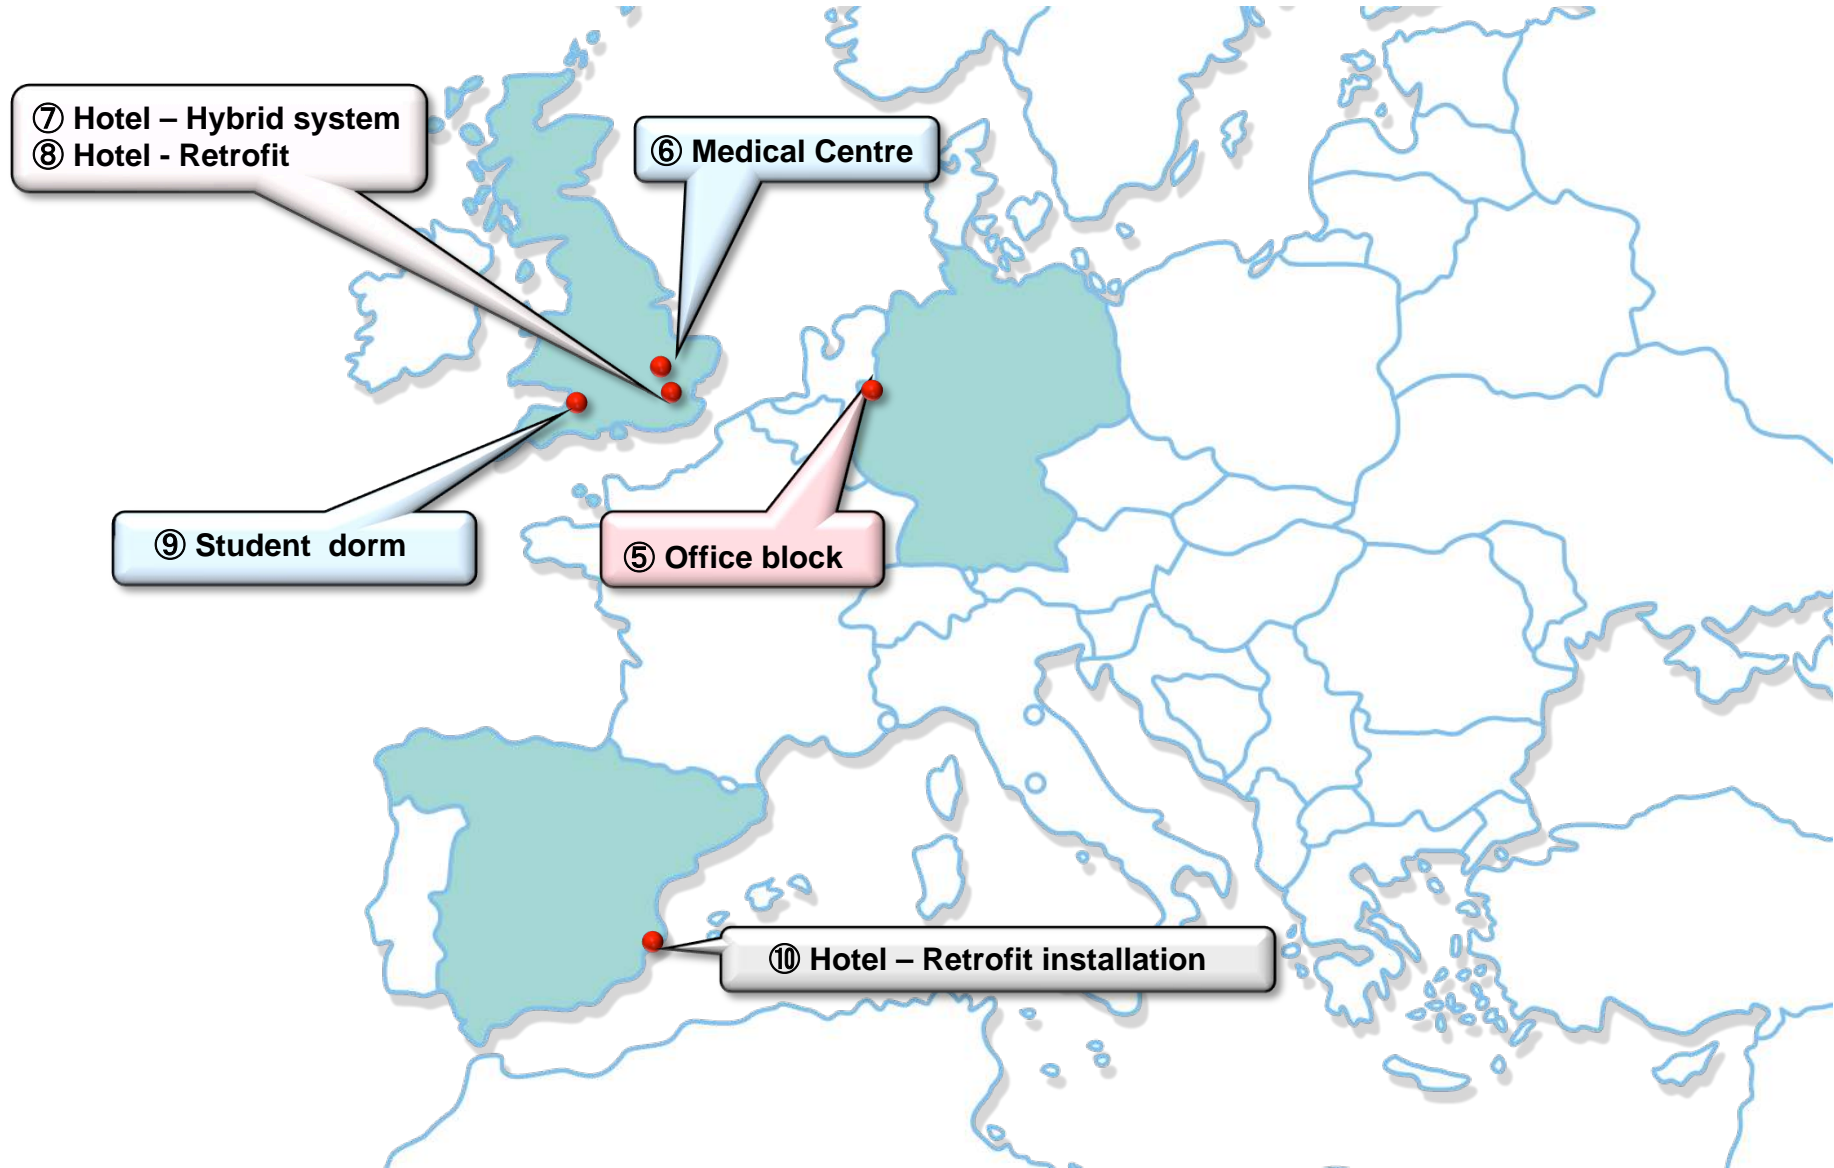 ⑦ Hotel – Hybrid system
⑧ Hotel - Retrofit
⑥ Medical Centre
⑨ Student dorm
⑤ Office block
⑩ Hotel – Retrofit installation